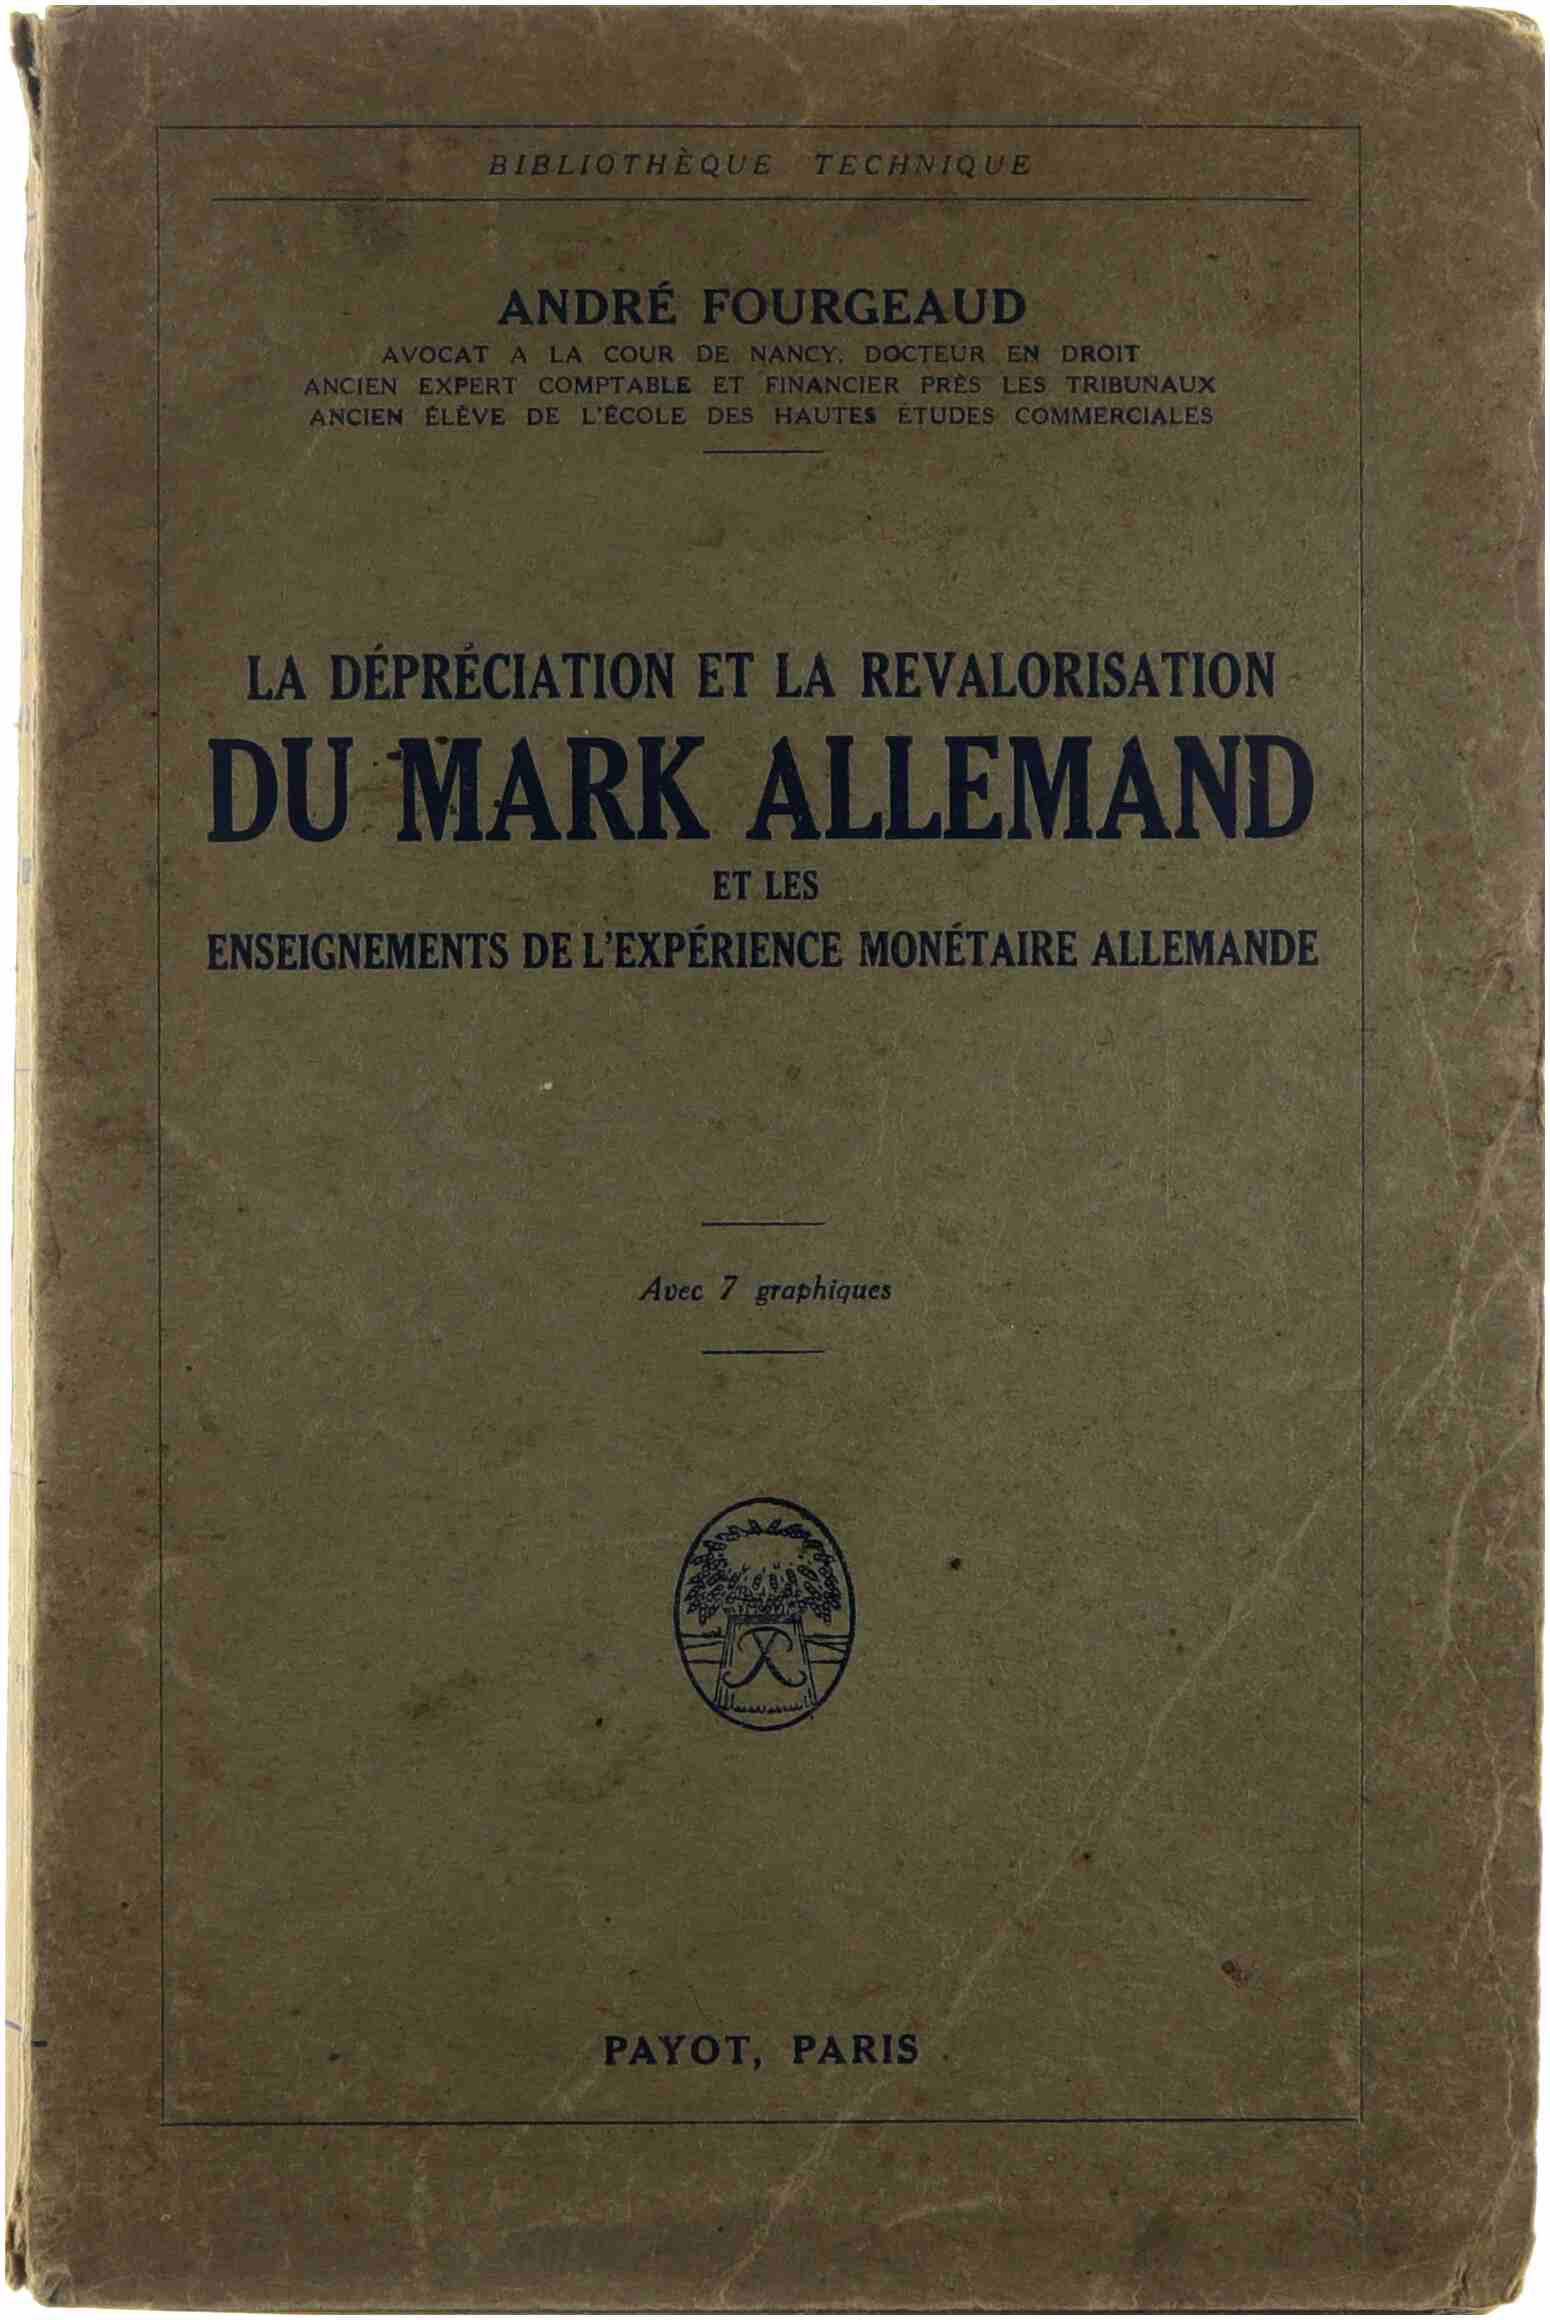 BIBLIOTHÈQUE TECHNIQUE
ANDRÉ FOURGEAUD
AVOCAT A LA COUR DE NANCY, DOCTEUR EN DROIT
ANCIEN EXPERT COMPTABLE ET FINANCIER PRÈS LES TRIBUNAUX
ANCIEN ÉLÈVE DE L'ÉCOLE DES HAUTES ÉTUDES COMMERCIALES
LA DÉPRÉCIATION ET LA REVALORISATION
DU MARK ALLEMAND
ET LES
ENSEIGNEMENTS DE L'EXPÉRIENCE MONÉTAIRE ALLEMANDE
Avec 7 graphiques
PAYOT, PARIS